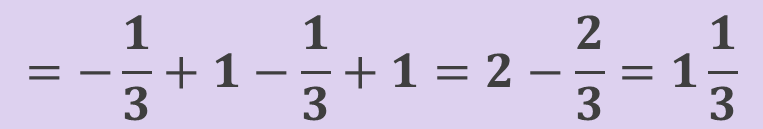 = −1/3 + 1 − 1/3 + 1 = 2 − 2/3 = 1 1/3